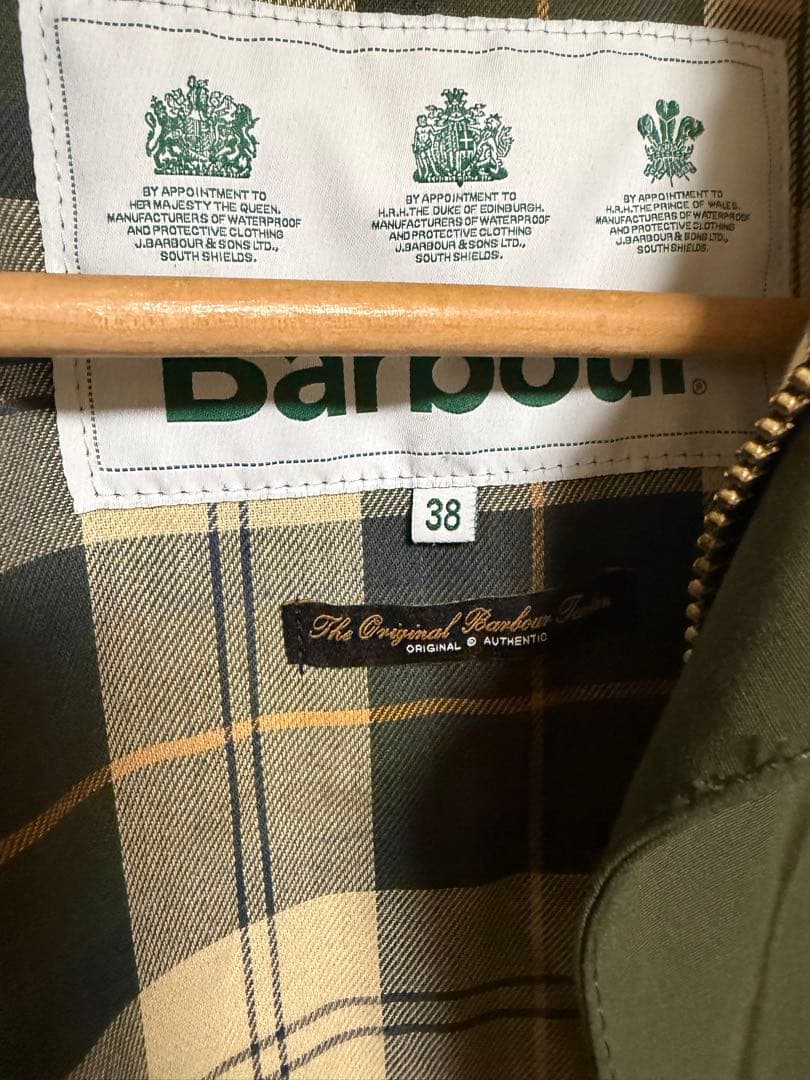 BY APPOINTMENT TO
HER MAJESTY THE QUEEN.
MANUFACTURERS OF WATERPROOF
AND PROTECTIVE CLOTHING
J.BARBOUR & SONS LTD.,
SOUTH SHIELDS.
BY APPOINTMENT TO
H.R.H.THE DUKE OF EDINBURGH.
MANUFACTURERS OF WATERPROOF
AND PROTECTIVE CLOTHING
J.BARBOUR & SONS LTD.,
SOUTH SHIELDS.
BY APPOINTMENT TO
H.R.H.THE PRINCE OF WALES.
MANUFACTURERS OF WATERPROOF
AND PROTECTIVE CLOTHING
J.BARBOUR & SONS LTD.,
SOUTH SHIELDS.
Barbour®
38
The Original Barbour Tartan
ORIGINAL © AUTHENTIC